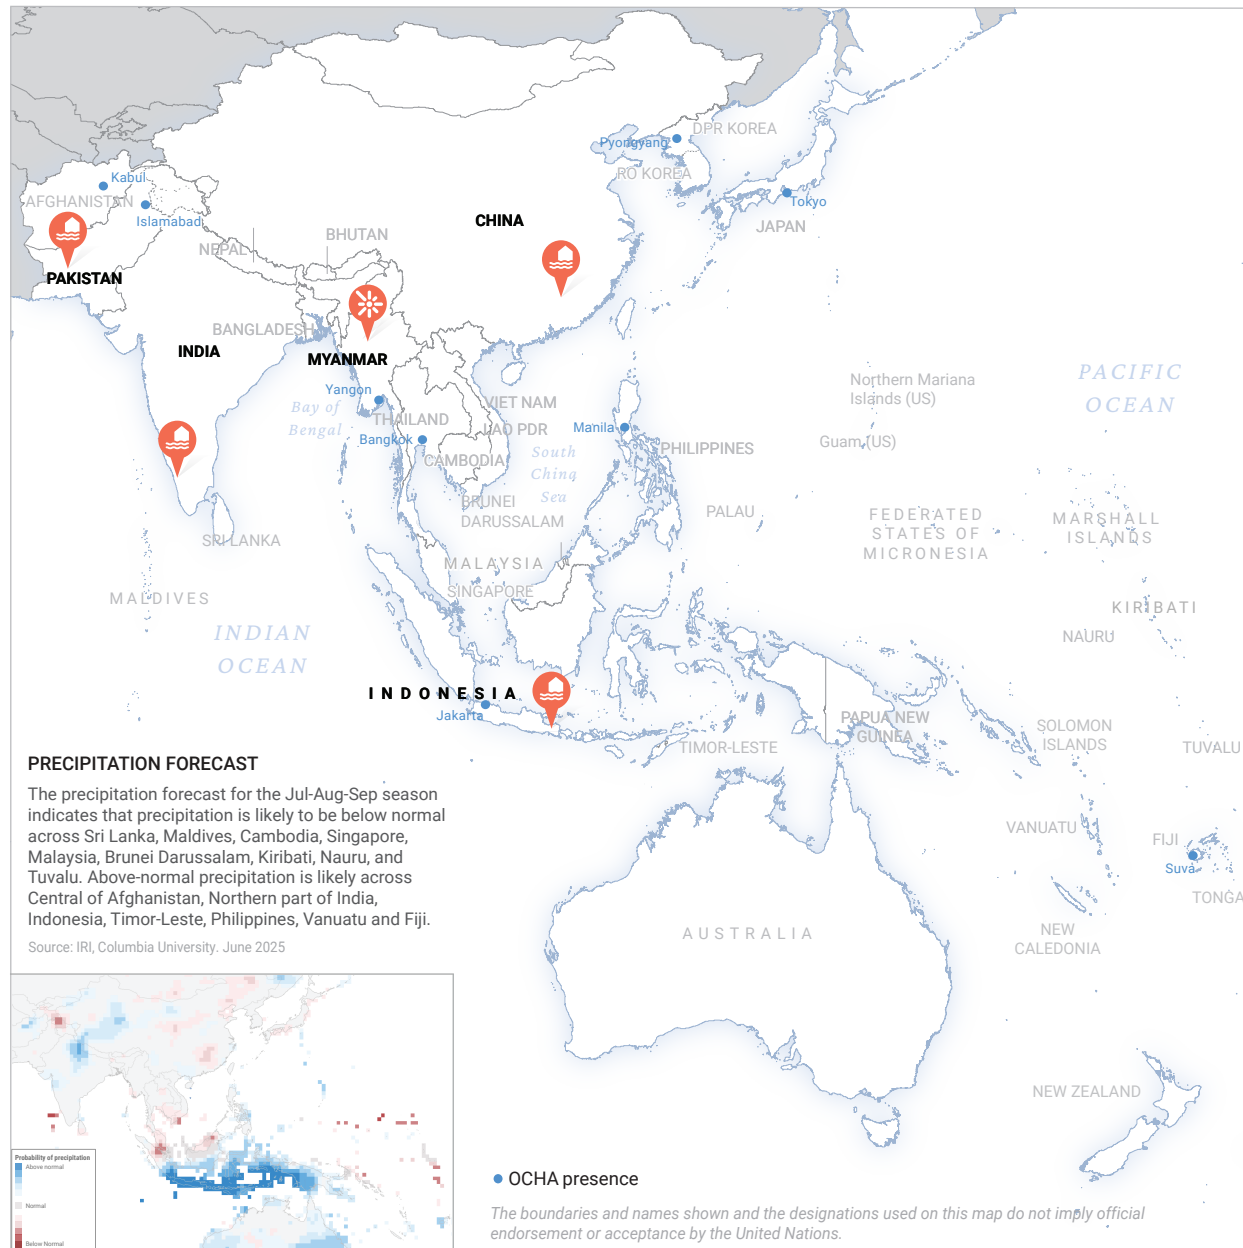 DPR KOREA
Pyongyang
RO KOREA
Kabul
AFGHANISTAN
Islamabad
Tokyo
JAPAN
CHINA
BHUTAN
NEPAL
PAKISTAN
BANGLADESH
INDIA
MYANMAR
Yangon
Bay of
Bengal
THAILAND
Bangkok
VIET NAM
LAO PDR
CAMBODIA
South
China
Sea
Manila
PHILIPPINES
Northern Mariana
Islands (US)
Guam (US)
PACIFIC
OCEAN
BRUNEI
DARUSSALAM
PALAU
FEDERATED
STATES OF
MICRONESIA
MARSHALL
ISLANDS
SRI LANKA
MALDIVES
MALAYSIA
SINGAPORE
KIRIBATI
NAURU
INDIAN
OCEAN
INDONESIA
Jakarta
TIMOR-LESTE
PAPUA NEW
GUINEA
SOLOMON
ISLANDS
TUVALU
VANUATU
FIJI
Suva
TONGA
NEW
CALEDONIA
AUSTRALIA
NEW ZEALAND
PRECIPITATION FORECAST
The precipitation forecast for the Jul-Aug-Sep season
indicates that precipitation is likely to be below normal
across Sri Lanka, Maldives, Cambodia, Singapore,
Malaysia, Brunei Darussalam, Kiribati, Nauru, and
Tuvalu. Above-normal precipitation is likely across
Central of Afghanistan, Northern part of India,
Indonesia, Timor-Leste, Philippines, Vanuatu and Fiji.
Source: IRI, Columbia University. June 2025
Probability of precipitation
Above normal
Normal
Below Normal
OCHA presence
The boundaries and names shown and the designations used on this map do not imply official
endorsement or acceptance by the United Nations.